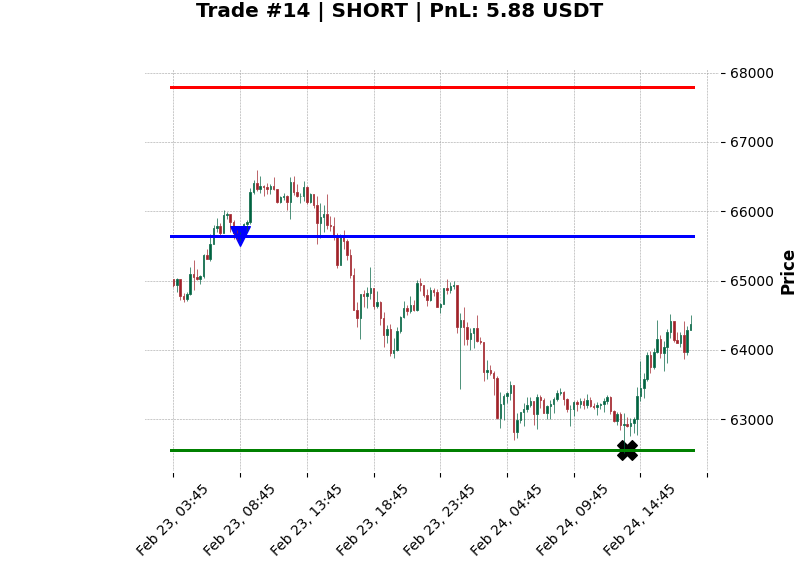 Trade #14 | SHORT | PnL: 5.88 USDT
68000
67000
66000
65000
64000
63000
Price
Feb 23, 03:45
Feb 23, 08:45
Feb 23, 13:45
Feb 23, 18:45
Feb 23, 23:45
Feb 24, 04:45
Feb 24, 09:45
Feb 24, 14:45